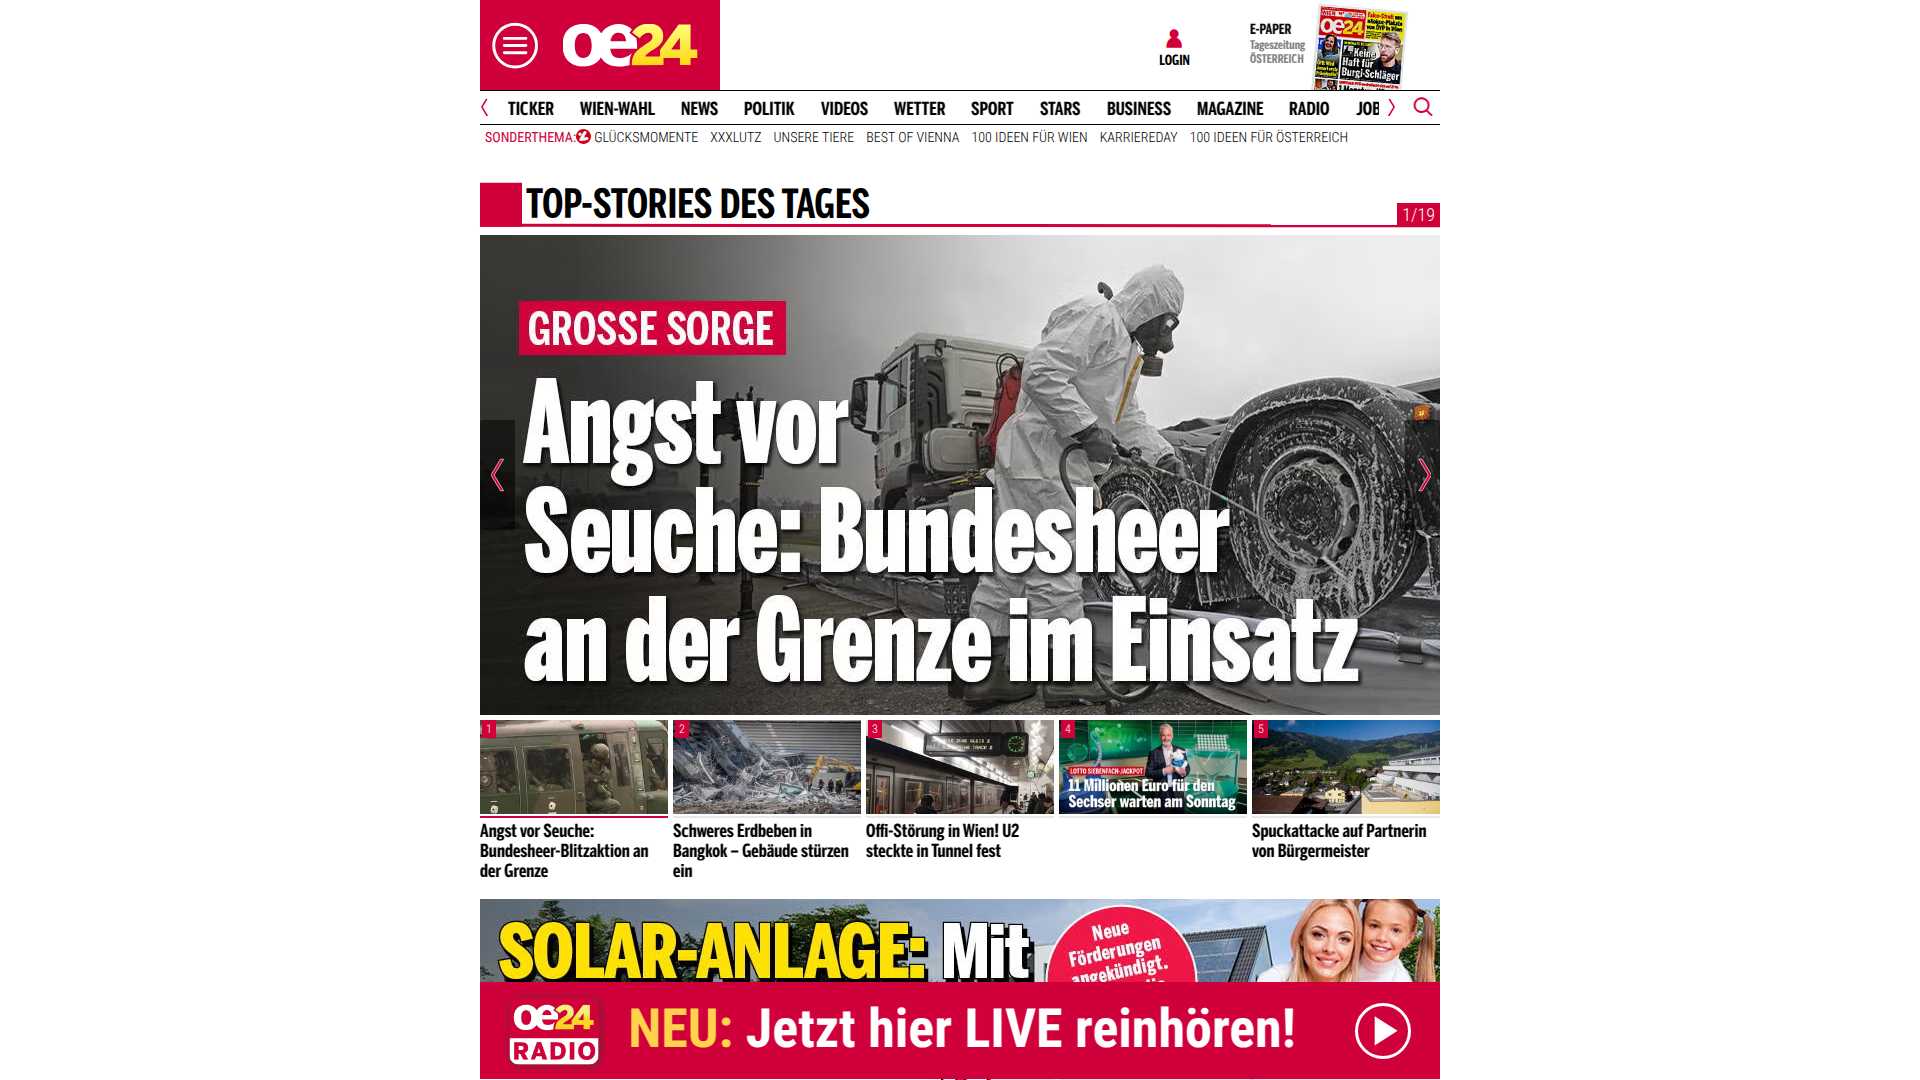 oe24
LOGIN
E-PAPER
Tageszeitung
ÖSTERREICH
oe24
Keine
Haft für
Burgi-Schläger
TICKER WIEN-WAHL NEWS POLITIK VIDEOS WETTER SPORT STARS BUSINESS MAGAZINE RADIO JOB
SONDERTHEMA: GLÜCKSMOMENTE XXXLUTZ UNSERE TIERE BEST OF VIENNA 100 IDEEN FÜR WIEN KARRIEREDAY 100 IDEEN FÜR ÖSTERREICH
TOP-STORIES DES TAGES
1/19
GROSSE SORGE
Angst vor
Seuche: Bundesheer
an der Grenze im Einsatz
1
2
3
4
5
LOTTO SIEBENFACH-JACKPOT
11 Millionen Euro für den
Sechser warten am Sonntag
Angst vor Seuche:
Bundesheer-Blitzaktion an
der Grenze
Schweres Erdbeben in
Bangkok – Gebäude stürzen
ein
Offi-Störung in Wien! U2
steckte in Tunnel fest
Spuckattacke auf Partnerin
von Bürgermeister
SOLAR-ANLAGE: Mit
Neue
Förderungen
angekündigt.
oe24
RADIO
NEU: Jetzt hier LIVE reinhören!